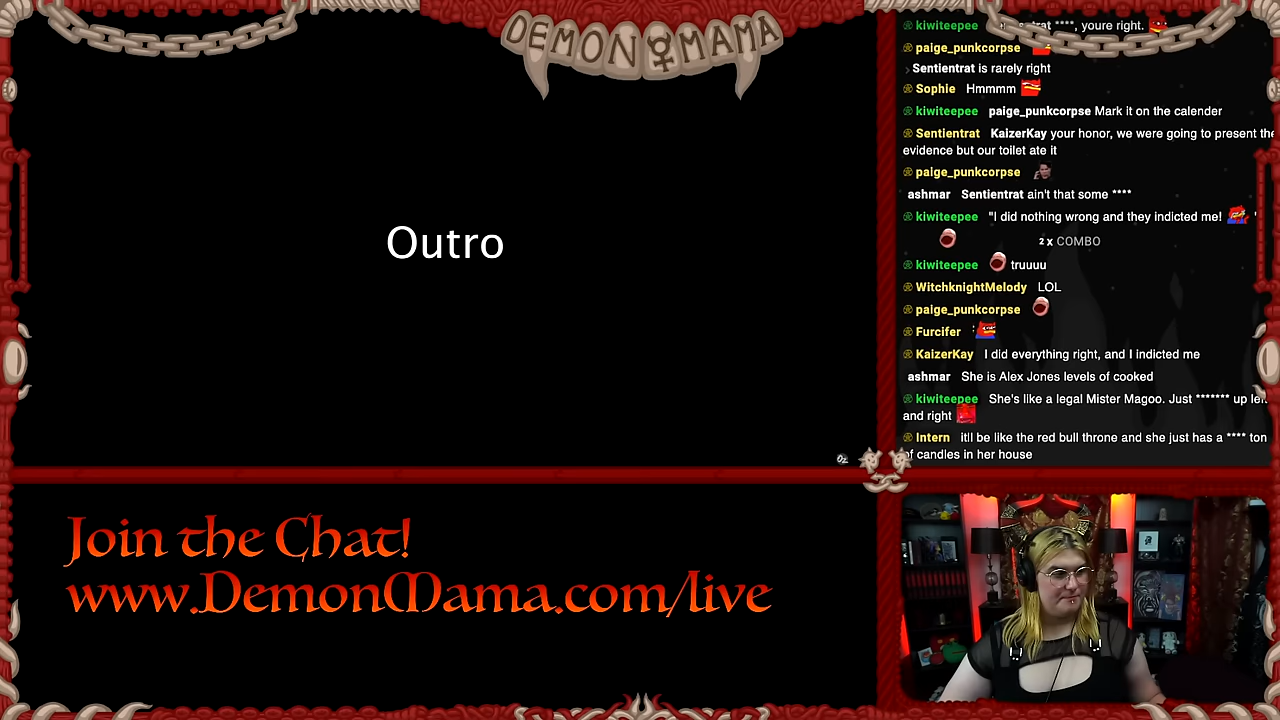 DEMON MAMA
Outro
Join the Chat!
www.DemonMama.com/live
kiwiteepee ****, youre right.
paige_punkcorpse
Sentientrat is rarely right
Sophie Hmmmm
kiwiteepee paige_punkcorpse Mark it on the calender
Sentientrat KaizerKay your honor, we were going to present the
evidence but our toilet ate it
paige_punkcorpse
ashmar Sentientrat ain't that some ****
kiwiteepee "I did nothing wrong and they indicted me! "
2 x COMBO
kiwiteepee truuuu
WitchknightMelody LOL
paige_punkcorpse
Furcifer
KaizerKay I did everything right, and I indicted me
ashmar She is Alex Jones levels of cooked
kiwiteepee She's like a legal Mister Magoo. Just ******* up left
and right
Intern itll be like the red bull throne and she just has a **** ton
of candles in her house